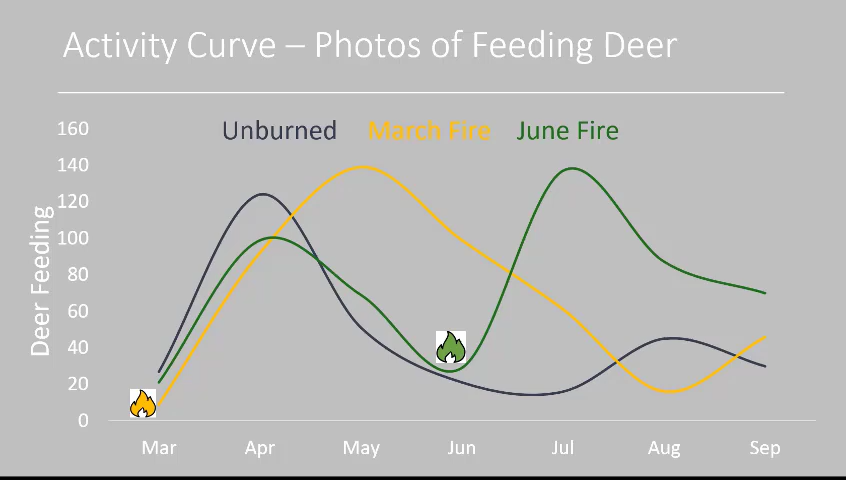 Activity Curve – Photos of Feeding Deer
Unburned March Fire June Fire
Deer Feeding
160
140
120
100
80
60
40
20
0
Mar Apr May Jun Jul Aug Sep